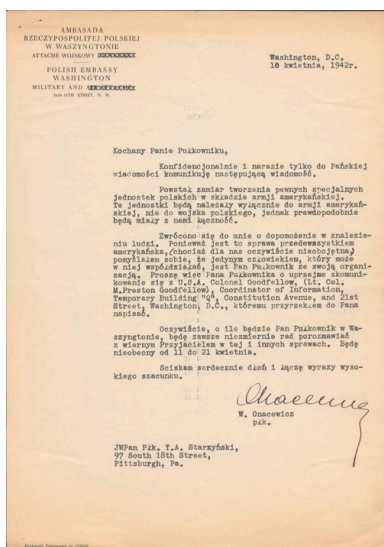 AMBASADA
RZECZYPOSPOLITEJ POLSKIEJ
W WASZYNGTONIE
ATTACHÉ WOJSKOWY
POLISH EMBASSY
WASHINGTON
MILITARY AND
STREET, N. W.
Washington, D.C.
10 kwietnia, 1942r.
Kochany Panie Pułkowniku,
Konfidencjonalnie i narazie tylko do Pańskiej
wiadomości komunikuję następującą wiadomość.
Powstał zamiar tworzenia pewnych specjalnych
jednostek polskich w składzie armji amerykańskiej.
Te jednostki będą należały wyłącznie do armji amerykań-
skiej, nie do wojska polskiego, jednak prawdopodobnie
będą miały z nami łączność.
Zwrócono się do mnie o dopomożenie w znalezie-
niu ludzi. Ponieważ jest to sprawa przedewszystkiem
amerykańska, (chociaż dla nas oczywiście nieobojętna)
pomyślałem sobie, że jedynym człowiekiem, który może
w niej współdziałać, jest Pan Pułkownik ze swoją organi-
zacją. Proszę więc Pana Pułkownika o uprzejme skomuni-
kowanie się z U.S.A. Colonel Goodfellow, (Lt. Col.
M.Preston Goodfellow), Coordinator of Information,
Temporary Building "Q", Constitution Avenue, and 21st
Street, Washington, D.C., któremu przyrzekłem do Pana
napisać.
Oczywiście, o ile będzie Pan Pułkownik w Wa-
szyngtonie, będę zawsze niezmiernie rad porozmawiać
z wiernym Przyjacielem w tej i innych sprawach. Będę
nieobecny od 11 do 21 kwietnia.
Ściskam serdecznie dłoń i łączę wyrazy wyso-
kiego szacunku.
Onacewicz
W. Onacewicz
płk.
JWPan Płk. T.A. Starzyński,
97 South 18th Street,
Pittsburgh, Pa.